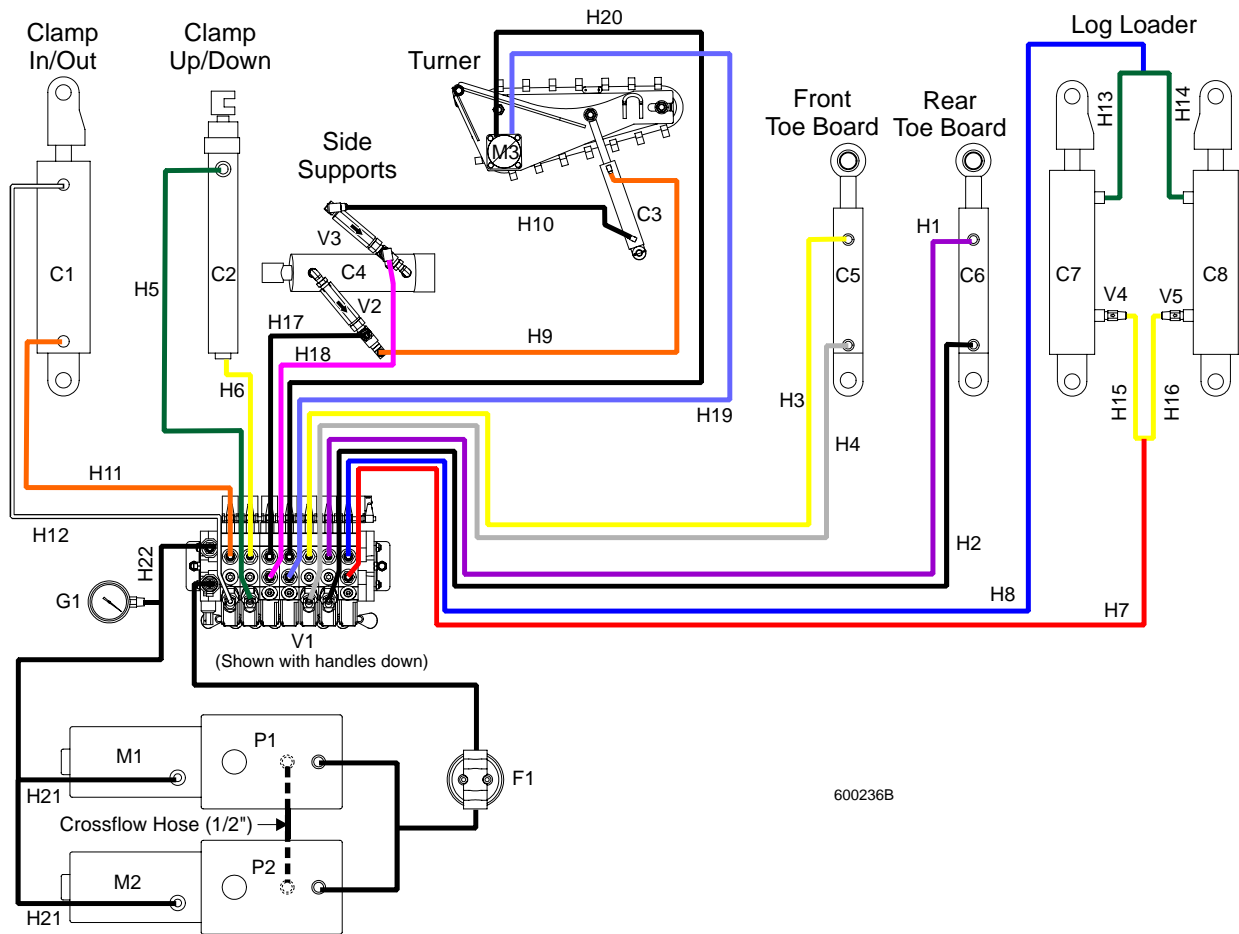 H20
Clamp
In/Out
Clamp
Up/Down
Turner
Log Loader
Side
Supports
Front
Toe Board
Rear
Toe Board
H13
H14
M3
C3
H10
V3
C4
V2
C1
C2
H5
H17
H18
H9
H6
H1
C5
C6
C7
C8
V4
V5
H3
H4
H19
H15
H16
H11
H12
H22
H2
H8
H7
G1
V1
(Shown with handles down)
M1
P1
F1
H21
600236B
Crossflow Hose (1/2")
M2
P2
H21